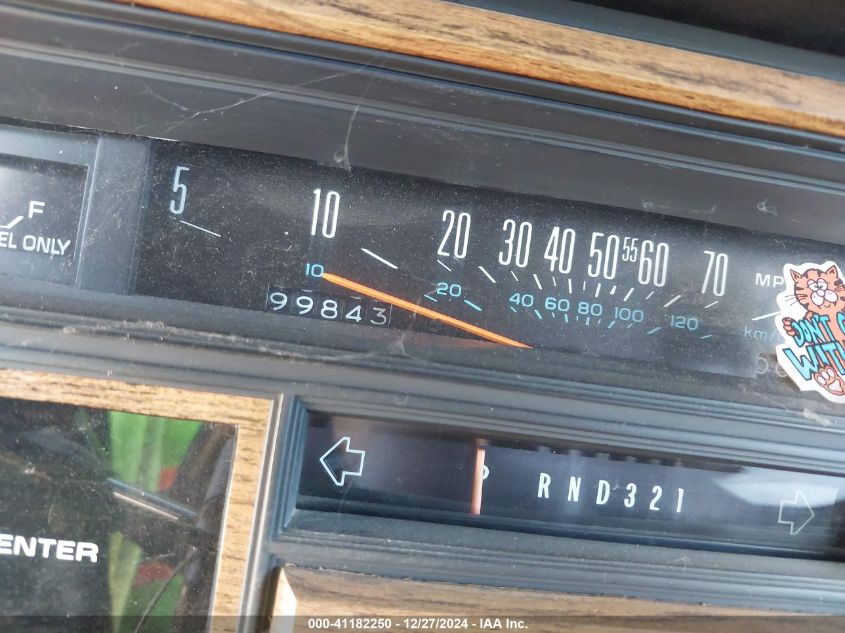 5 10 20 30 40 50 55 60 70
F
EL ONLY
10 20 40 60 80 100 120
MP
km/
99843
DON'T
WITH
P R N D 3 2 1
ENTER
000-41182250 - 12/27/2024 - IAA Inc.